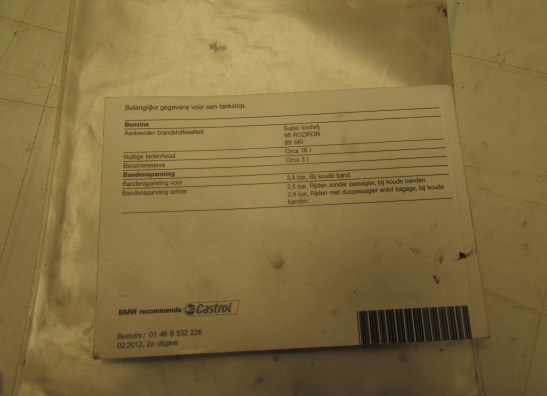 Belangrijke gegevens voor een tankstop.
Benzine
Aanbevolen brandstofkwaliteit Super loodvrij
95 ROZ/RON
89 AKI
Nuttige tankinhoud Circa 16 l
Benzinereserve Circa 3 l
Bandenspanning
Bandenspanning voor 2,4 bar, Bij koude band
Bandenspanning achter 2,5 bar, Rijden zonder passagier, bij koude banden
2,9 bar, Rijden met duopassagier en/of bagage, bij koude
banden
BMW recommends Castrol
Bestelnr.: 01 46 8 532 226
02.2012, 2e uitgave